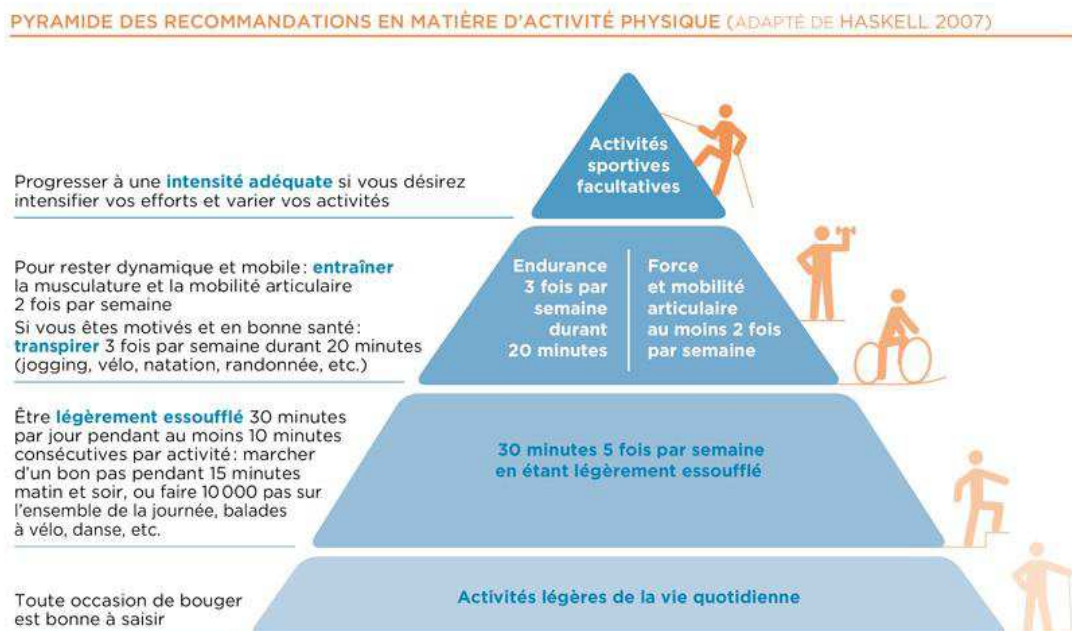 PYRAMIDE DES RECOMMANDATIONS EN MATIÈRE D'ACTIVITÉ PHYSIQUE (ADAPTÉ DE HASKELL 2007)
Activités
sportives
facultatives
Progresser à une intensité adéquate si vous désirez
intensifier vos efforts et varier vos activités
Pour rester dynamique et mobile : entraîner
la musculature et la mobilité articulaire
2 fois par semaine
Si vous êtes motivés et en bonne santé :
transpirer 3 fois par semaine durant 20 minutes
(jogging, vélo, natation, randonnée, etc.)
Endurance
3 fois par
semaine
durant
20 minutes
Force
et mobilité
articulaire
au moins 2 fois
par semaine
Être légèrement essoufflé 30 minutes
par jour pendant au moins 10 minutes
consécutives par activité : marcher
d'un bon pas pendant 15 minutes
matin et soir, ou faire 10 000 pas sur
l'ensemble de la journée, balades
à vélo, danse, etc.
30 minutes 5 fois par semaine
en étant légèrement essoufflé
Toute occasion de bouger
est bonne à saisir
Activités légères de la vie quotidienne